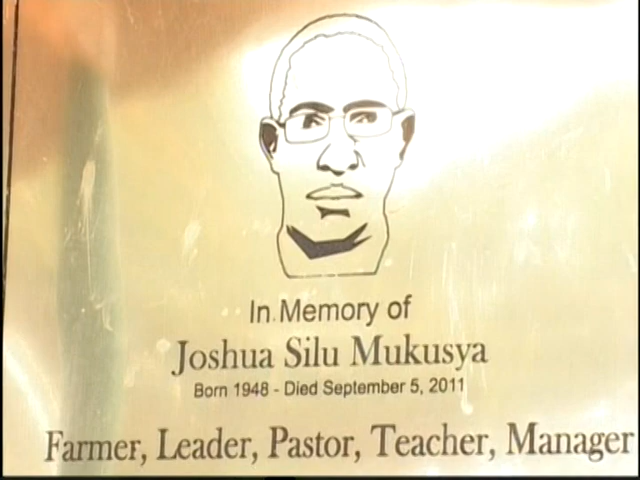 In Memory of
Joshua Silu Mukusya
Born 1948 - Died September 5, 2011
Farmer, Leader, Pastor, Teacher, Manager